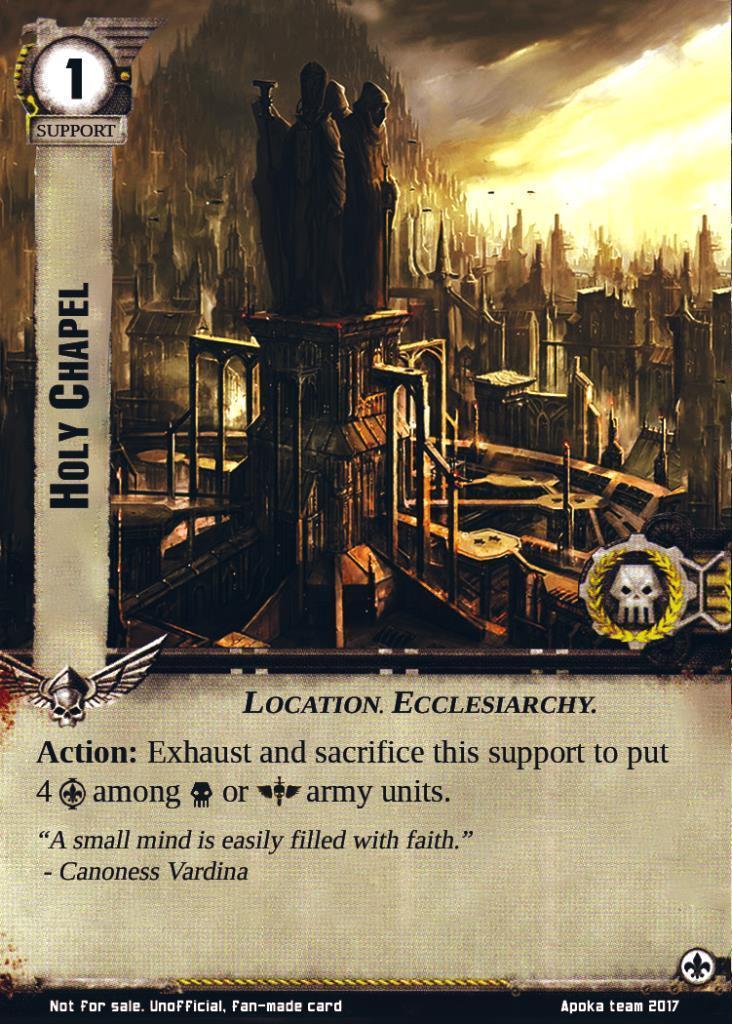 1
SUPPORT
HOLY CHAPEL
LOCATION. ECCLESIARCHY.
Action: Exhaust and sacrifice this support to put
4 among or army units.
“A small mind is easily filled with faith.”
- Canoness Vardina
Not for sale. Unofficial, Fan-made card
Apoka team 2017